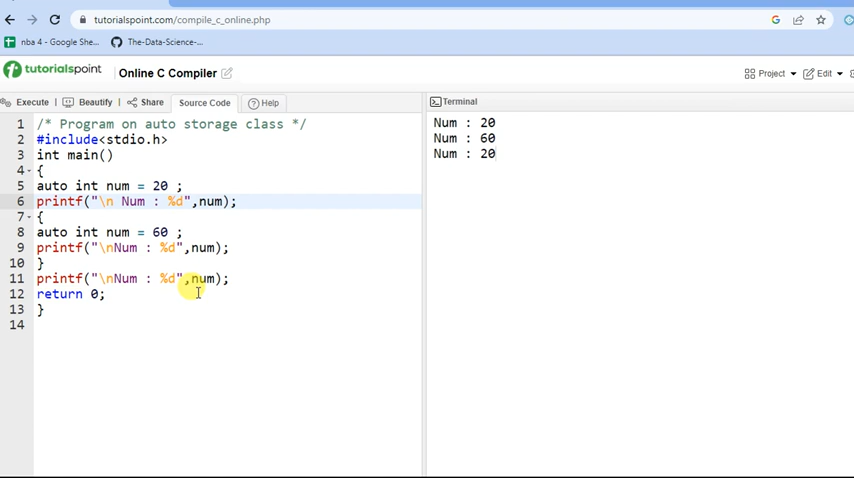 tutorialspoint.com/compile_c_online.php
nba 4 - Google She... The-Data-Science-...
tutorialspoint Online C Compiler Project Edit
Execute Beautify Share Source Code Help Terminal
1 /* Program on auto storage class */
2 #include<stdio.h>
3 int main()
4 {
5 auto int num = 20 ;
6 printf("\n Num : %d",num);
7 {
8 auto int num = 60 ;
9 printf("\nNum : %d",num);
10 }
11 printf("\nNum : %d",num);
12 return 0;
13 }
14
Num : 20
Num : 60
Num : 20